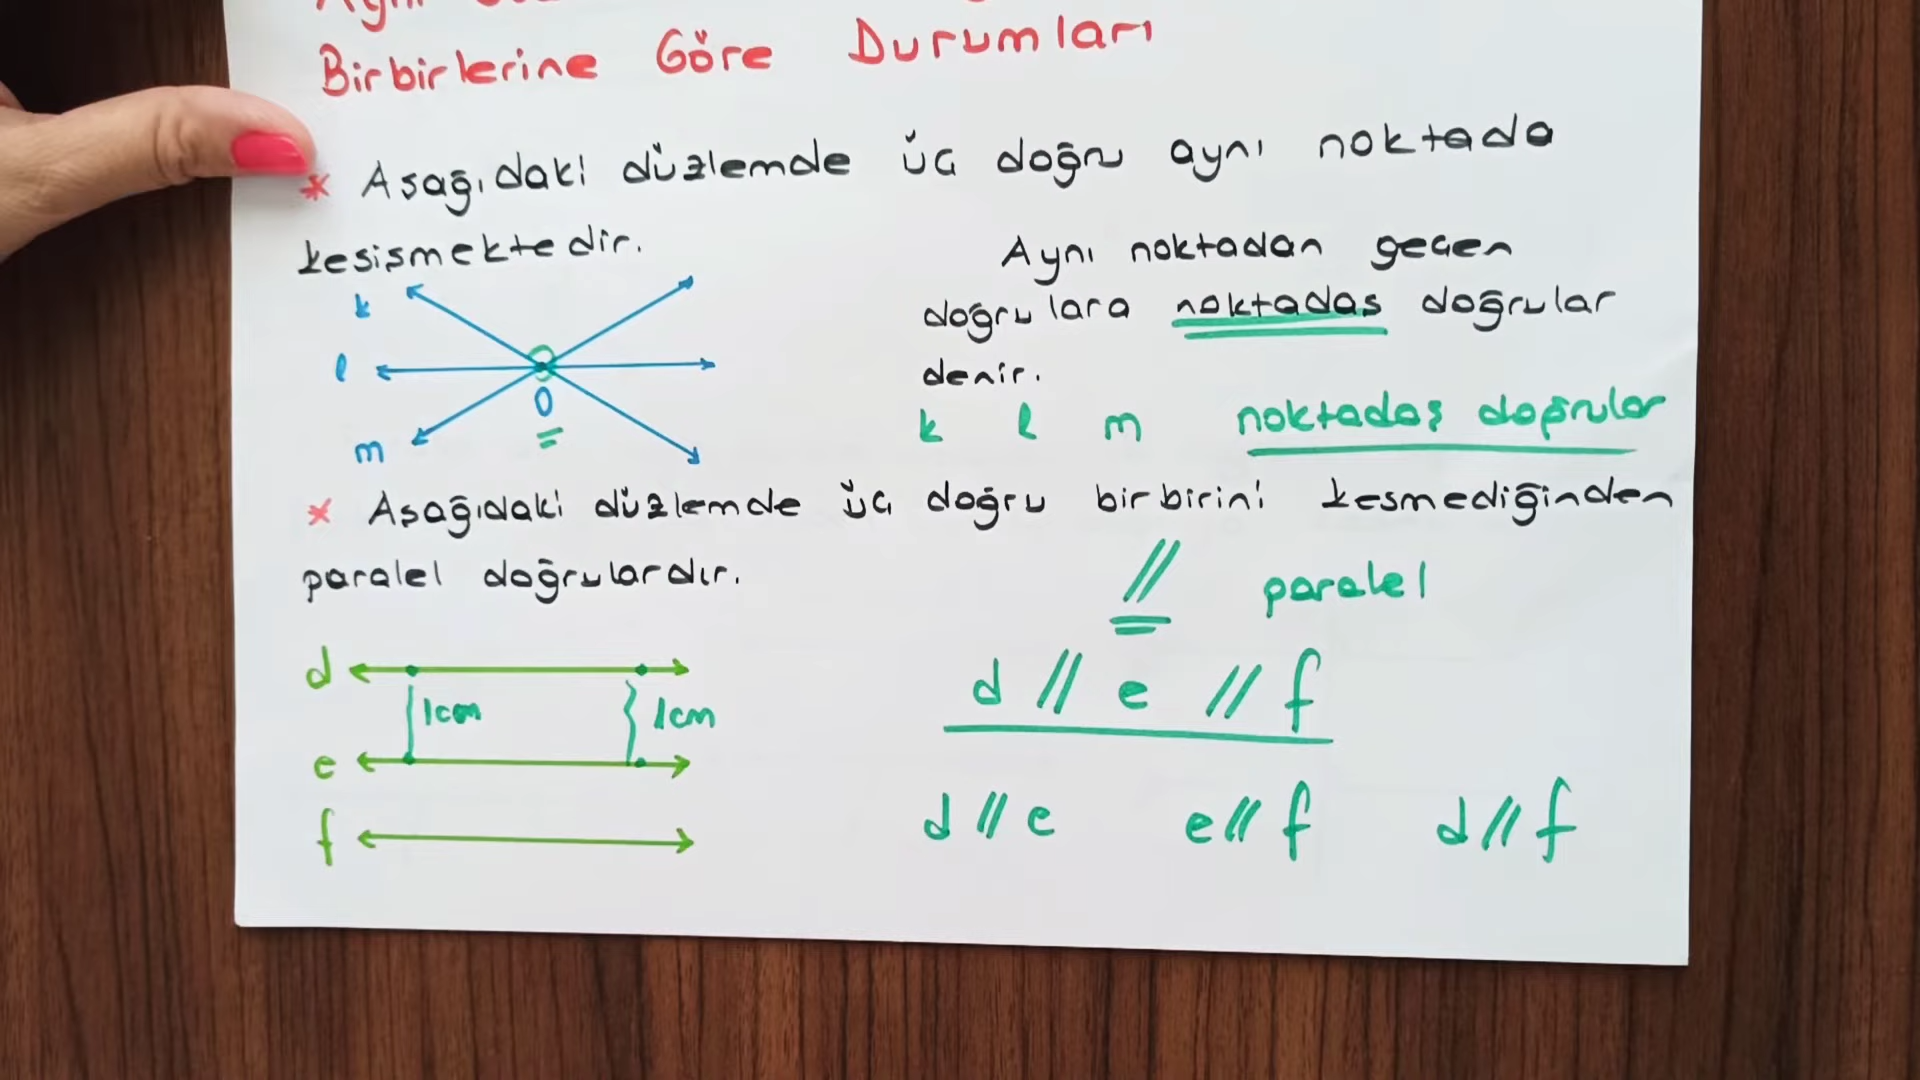 Birbirlerine Göre Durumları
* Aşağıdaki düzlemde üç doğru aynı noktada
kesişmektedir.
Aynı noktadan geçen
doğrulara noktadaş doğrular
denir.
k
l
m
O
k l m noktadaş doğrular
* Aşağıdaki düzlemde üç doğru birbirini kesmediğinden
paralel doğrulardır.
// paralel
d
1cm 1cm
e
f
d // e // f
d // e e // f d // f